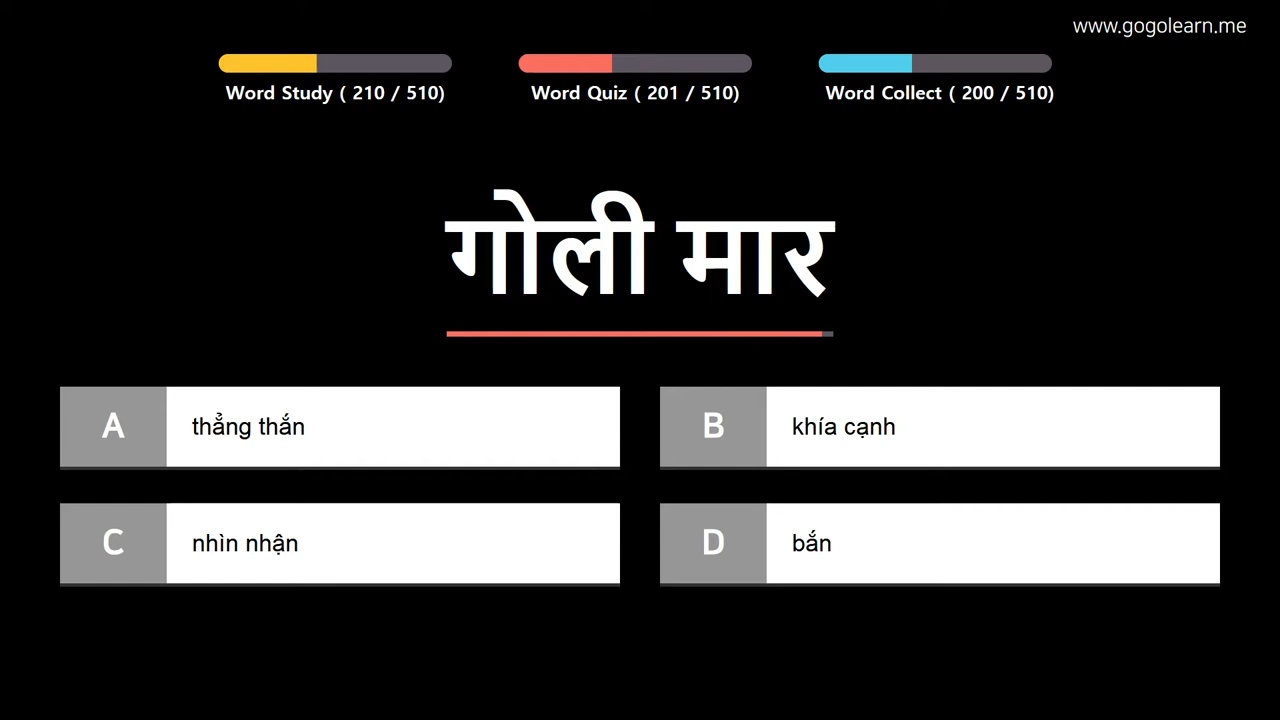 www.gogolearn.me
Word Study ( 210 / 510)
Word Quiz ( 201 / 510)
Word Collect ( 200 / 510)
गोली मार
A thẳng thắn
B khía cạnh
C nhìn nhận
D bắn